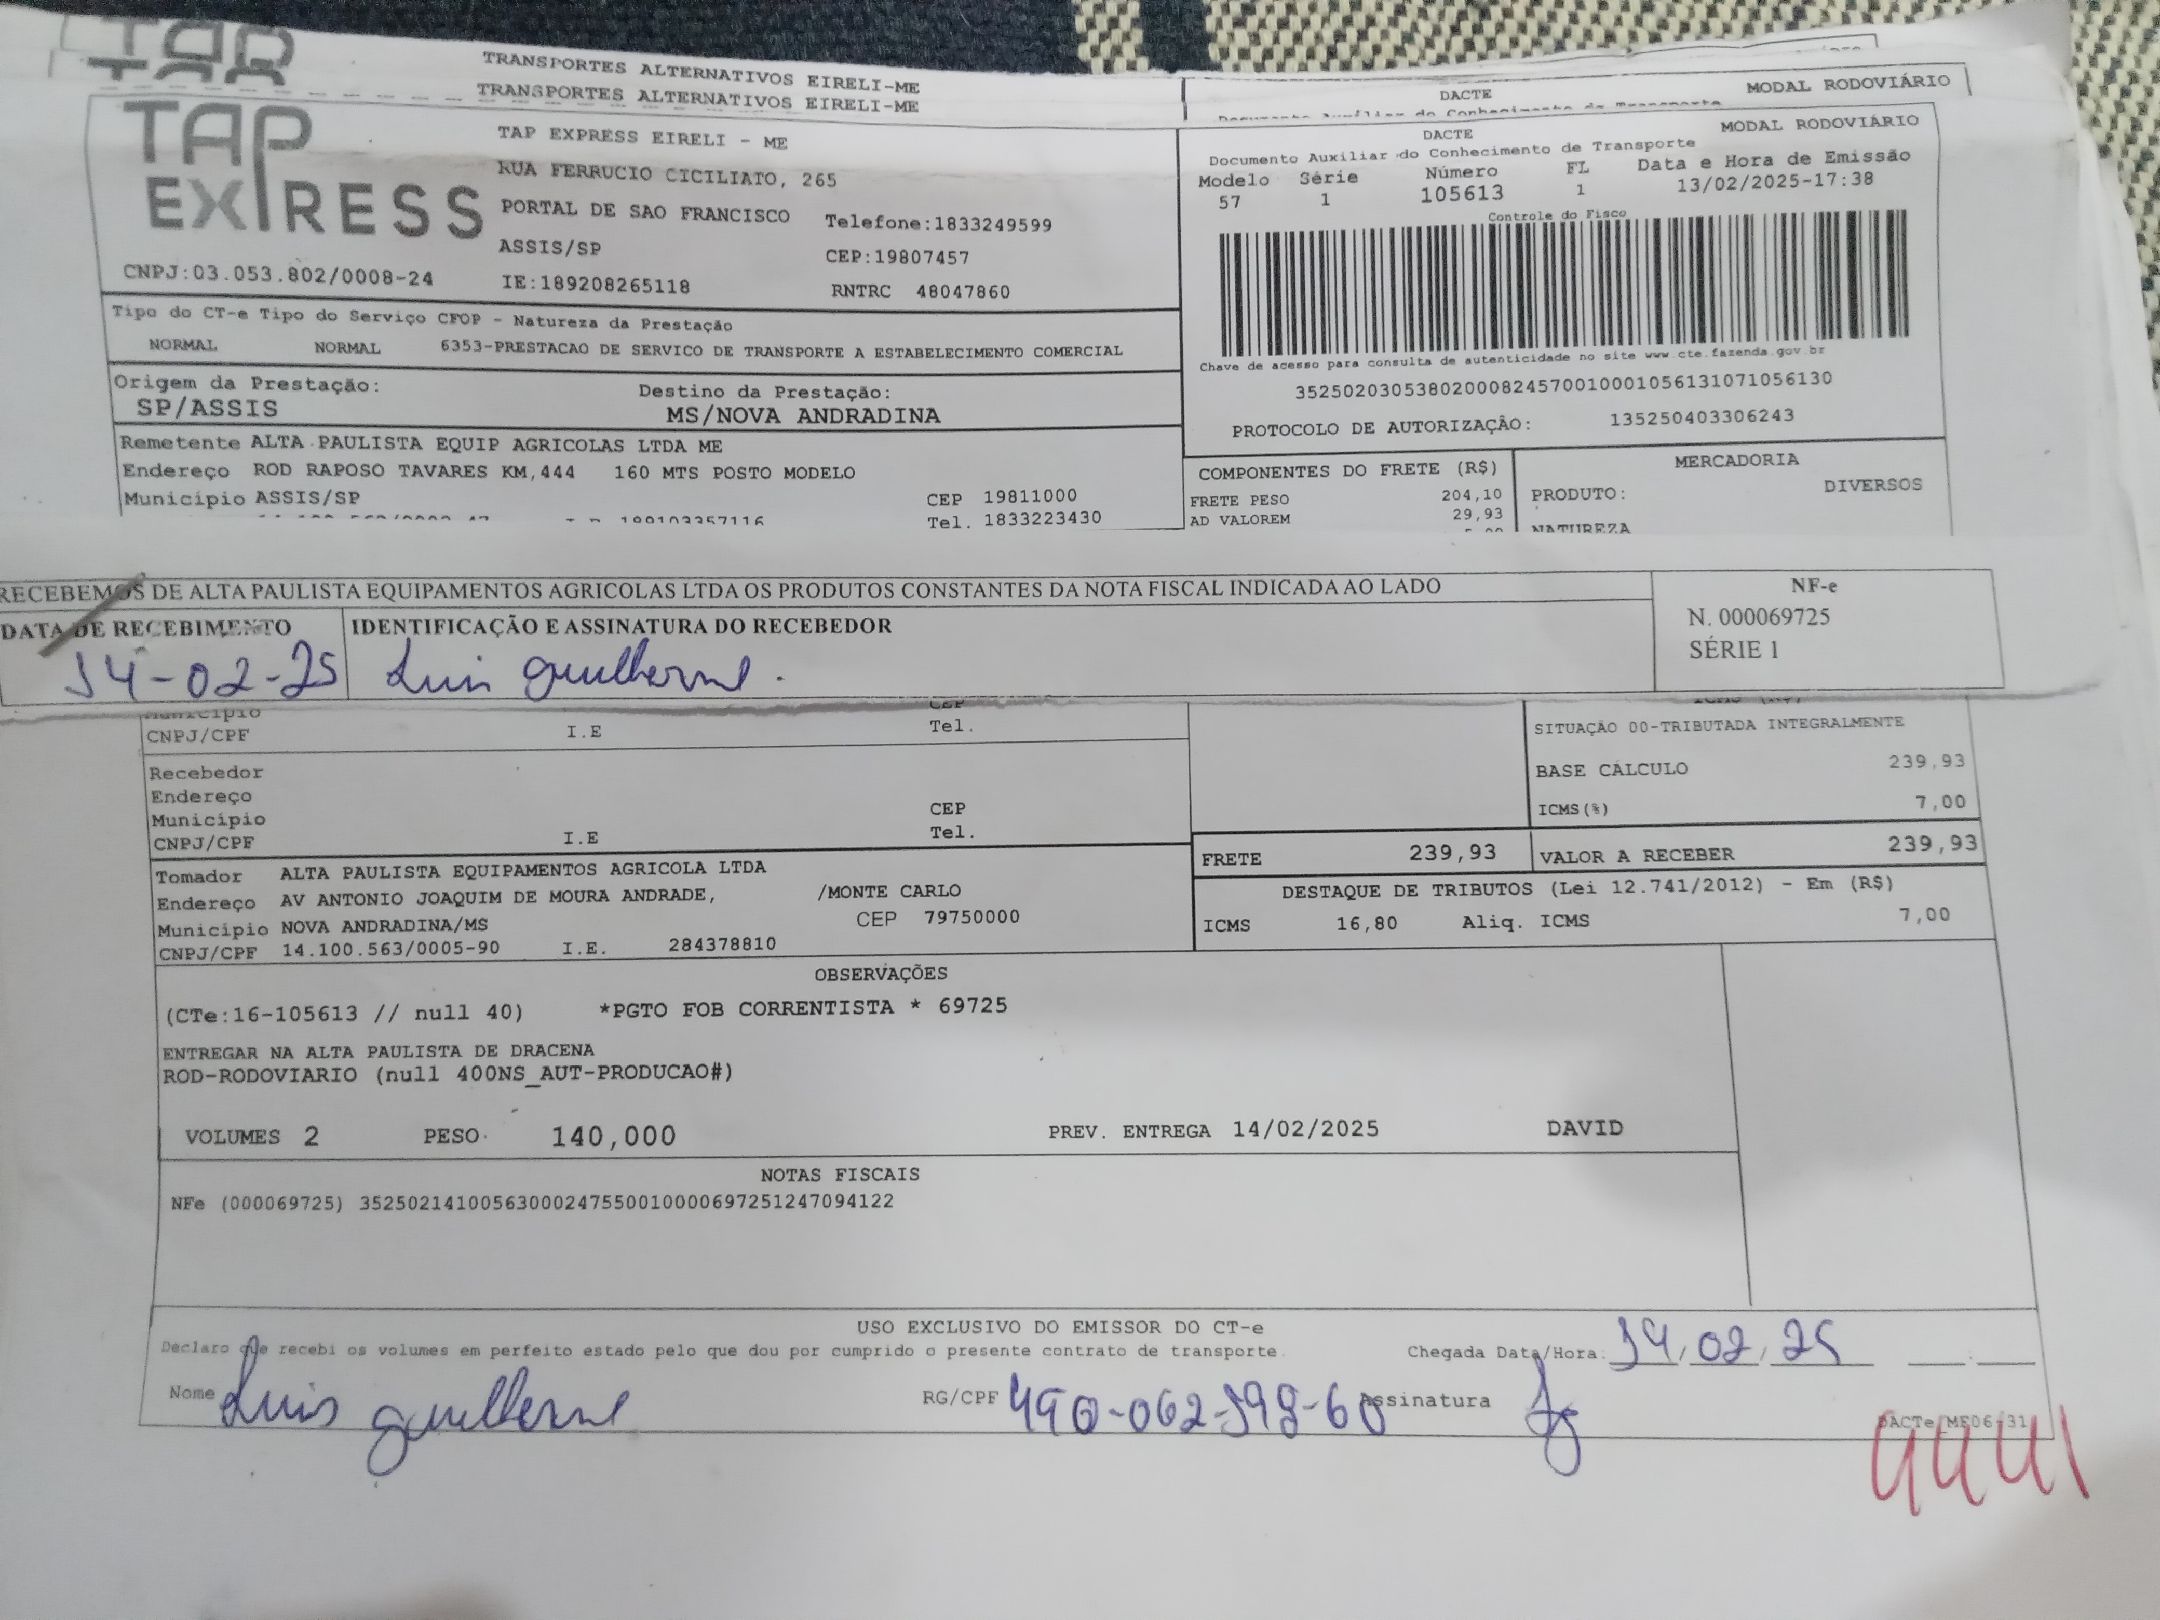 TRANSPORTES ALTERNATIVOS EIRELI-ME
TRANSPORTES ALTERNATIVOS EIRELI-ME
DACTE MODAL RODOVIÁRIO
TAP EXPRESS
TAP EXPRESS EIRELI - ME
RUA FERRUCIO CICILIATO, 265
PORTAL DE SAO FRANCISCO Telefone:1833249599
ASSIS/SP CEP:19807457
CNPJ:03.053.802/0008-24 IE:189208265118 RNTRC 48047860
DACTE MODAL RODOVIÁRIO
Documento Auxiliar do Conhecimento de Transporte
Modelo Série Número FL Data e Hora de Emissão
57 1 105613 1 13/02/2025-17:38
Controle do Fisco
Chave de acesso para consulta de autenticidade no site www.cte.fazenda.gov.br
35250203053802000824570010001056131071056130
PROTOCOLO DE AUTORIZAÇÃO: 135250403306243
Tipo do CT-e Tipo do Serviço CFOP - Natureza da Prestação
NORMAL NORMAL 6353-PRESTACAO DE SERVICO DE TRANSPORTE A ESTABELECIMENTO COMERCIAL
Origem da Prestação: Destino da Prestação:
SP/ASSIS MS/NOVA ANDRADINA
Remetente ALTA PAULISTA EQUIP AGRICOLAS LTDA ME
Endereço ROD RAPOSO TAVARES KM,444 160 MTS POSTO MODELO
Município ASSIS/SP CEP 19811000
Tel. 1833223430
COMPONENTES DO FRETE (R$)
FRETE PESO 204,10
AD VALOREM 29,93
MERCADORIA
PRODUTO: DIVERSOS
NATUREZA
RECEBEMOS DE ALTA PAULISTA EQUIPAMENTOS AGRICOLAS LTDA OS PRODUTOS CONSTANTES DA NOTA FISCAL INDICADA AO LADO
DATA DE RECEBIMENTO IDENTIFICAÇÃO E ASSINATURA DO RECEBEDOR
14-02-25 Luis guilherme.
NF-e
N. 000069725
SÉRIE 1
Município CEP
CNPJ/CPF I.E Tel.
Recebedor
Endereço
Município CEP
CNPJ/CPF I.E Tel.
SITUAÇÃO 00-TRIBUTADA INTEGRALMENTE
BASE CÁLCULO 239,93
ICMS(%) 7,00
FRETE 239,93 VALOR A RECEBER 239,93
Tomador ALTA PAULISTA EQUIPAMENTOS AGRICOLA LTDA
Endereço AV ANTONIO JOAQUIM DE MOURA ANDRADE, /MONTE CARLO
Município NOVA ANDRADINA/MS CEP 79750000
CNPJ/CPF 14.100.563/0005-90 I.E. 284378810
DESTAQUE DE TRIBUTOS (Lei 12.741/2012) - Em (R$)
ICMS 16,80 Aliq. ICMS 7,00
OBSERVAÇÕES
(CTe:16-105613 // null 40) *PGTO FOB CORRENTISTA * 69725
ENTREGAR NA ALTA PAULISTA DE DRACENA
ROD-RODOVIARIO (null 400NS_AUT-PRODUCAO#)
VOLUMES 2 PESO 140,000 PREV. ENTREGA 14/02/2025 DAVID
NOTAS FISCAIS
NFe (000069725) 35250214100563000247550010000697251247094122
USO EXCLUSIVO DO EMISSOR DO CT-e
Declaro que recebi os volumes em perfeito estado pelo que dou por cumprido o presente contrato de transporte. Chegada Data/Hora: 14/02/25
Nome Luis guilherme RG/CPF 490-062-598-60 Assinatura
DACTe ME06/31